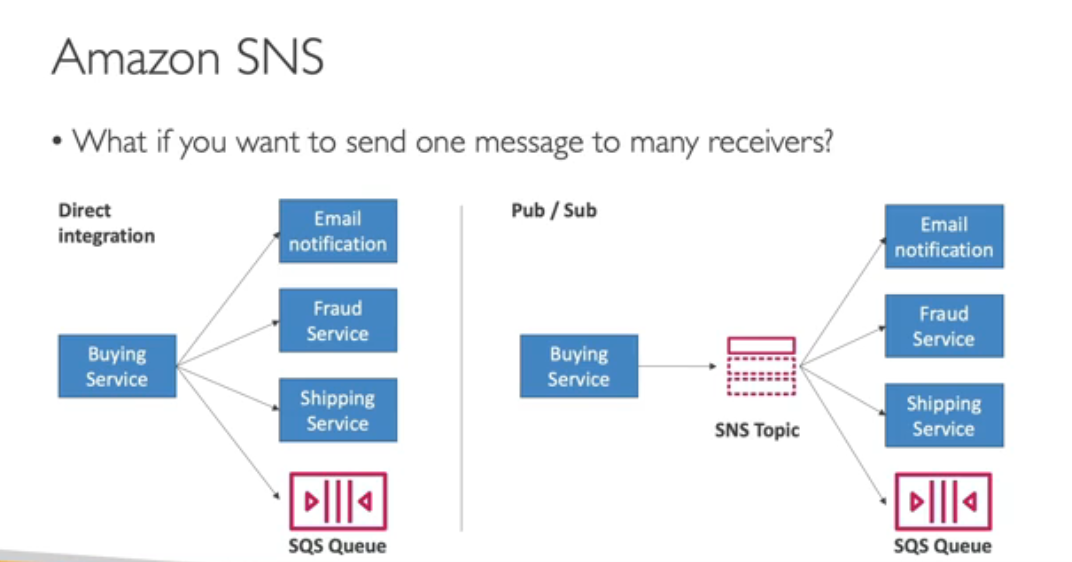 Amazon SNS
• What if you want to send one message to many receivers?
Direct
integration
Email
notification
Fraud
Service
Buying
Service
Shipping
Service
SQS Queue
Pub / Sub
Email
notification
Fraud
Service
Buying
Service
SNS Topic
Shipping
Service
SQS Queue